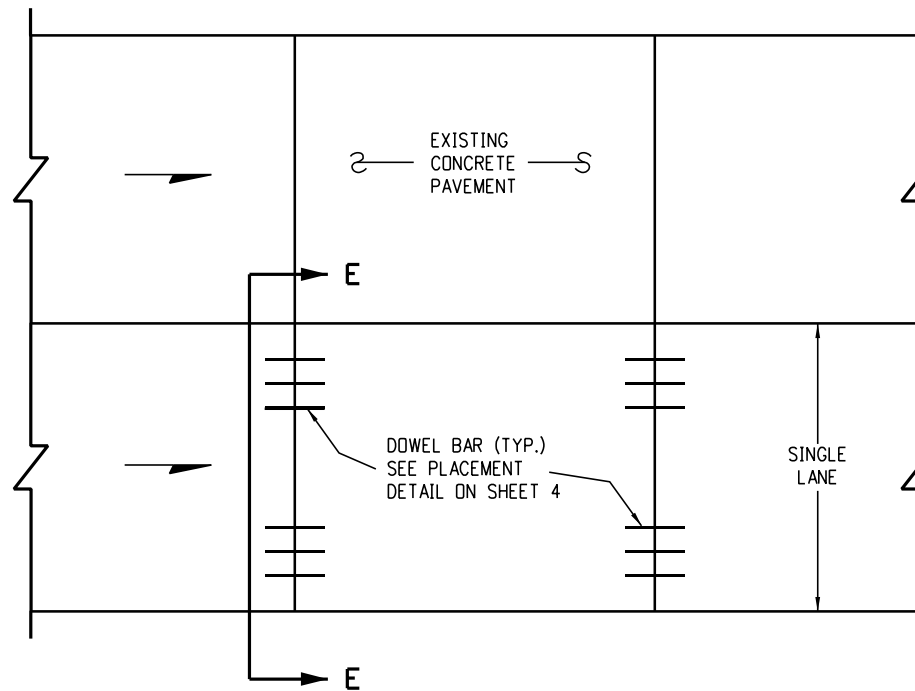 EXISTING
CONCRETE
PAVEMENT
E
DOWEL BAR (TYP.)
SEE PLACEMENT
DETAIL ON SHEET 4
SINGLE
LANE
E